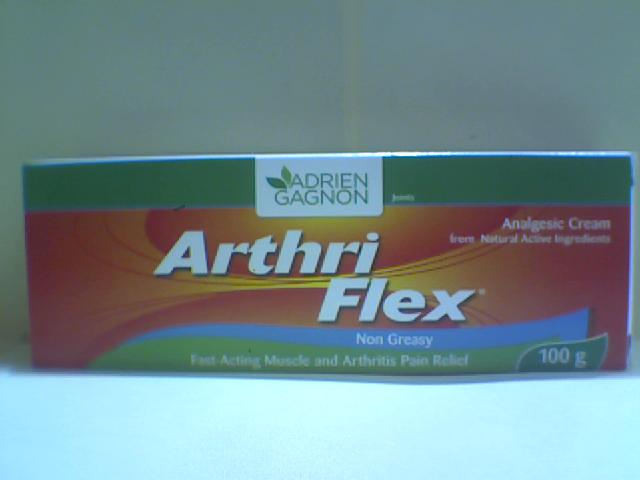 ADRIEN
GAGNON
Joints
Analgesic Cream
from Natural Active Ingredients
Arthri
Flex
Non Greasy
Fast-Acting Muscle and Arthritis Pain Relief
100 g